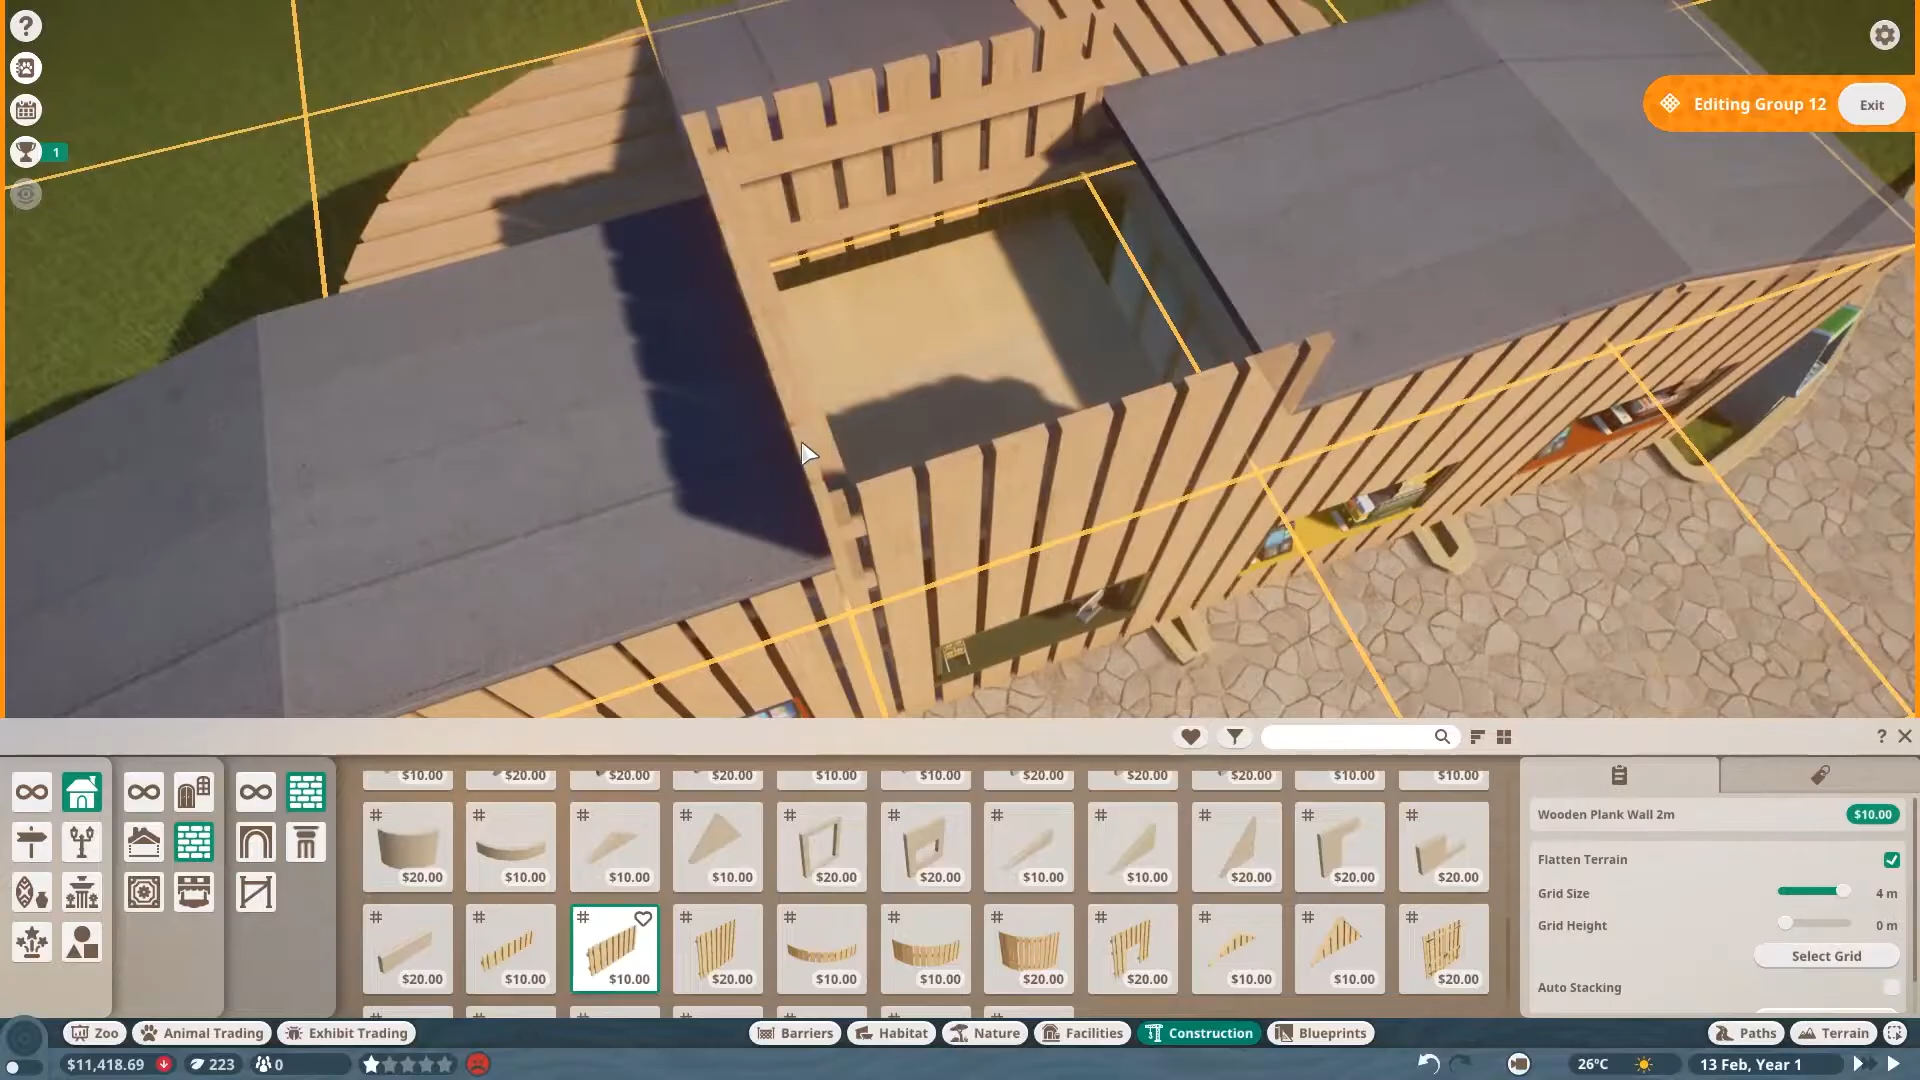 ?
Editing Group 12 Exit
1
? ×
$10.00 $20.00 $20.00 $20.00 $10.00 $10.00 $20.00 $20.00 $20.00 $10.00 $10.00
$20.00 $10.00 $10.00 $10.00 $20.00 $20.00 $10.00 $10.00 $10.00 $20.00 $20.00
$20.00 $10.00 $10.00 $20.00 $10.00 $10.00 $20.00 $20.00 $10.00 $10.00 $20.00
Wooden Plank Wall 2m $10.00
Flatten Terrain
Grid Size 4 m
Grid Height 0 m
Select Grid
Auto Stacking
Zoo Animal Trading Exhibit Trading Barriers Habitat Nature Facilities Construction Blueprints Paths Terrain
$11,418.69 223 0 26°C 13 Feb, Year 1